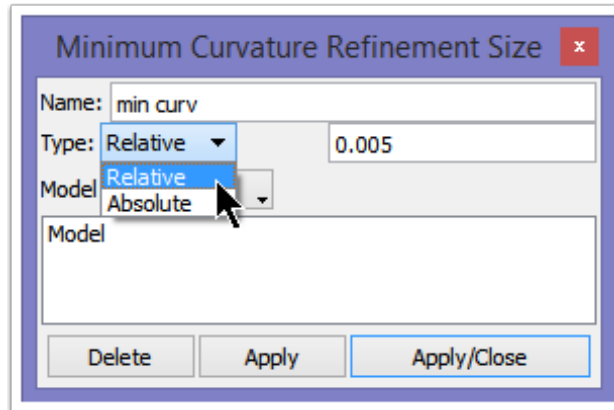 Minimum Curvature Refinement Size x
Name: min curv
Type: Relative 0.005
Relative
Model
Absolute
Model
Delete Apply Apply/Close